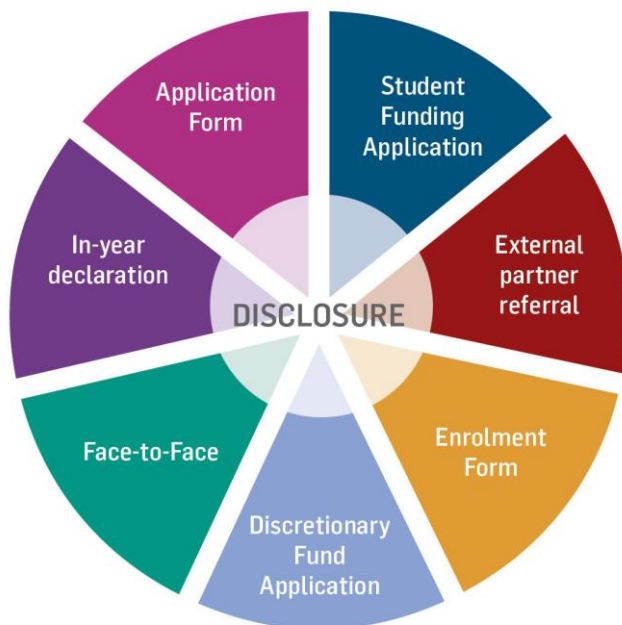 Application
Form
Student
Funding
Application
In-year
declaration
External
partner
referral
DISCLOSURE
Face-to-Face
Enrolment
Form
Discretionary
Fund
Application